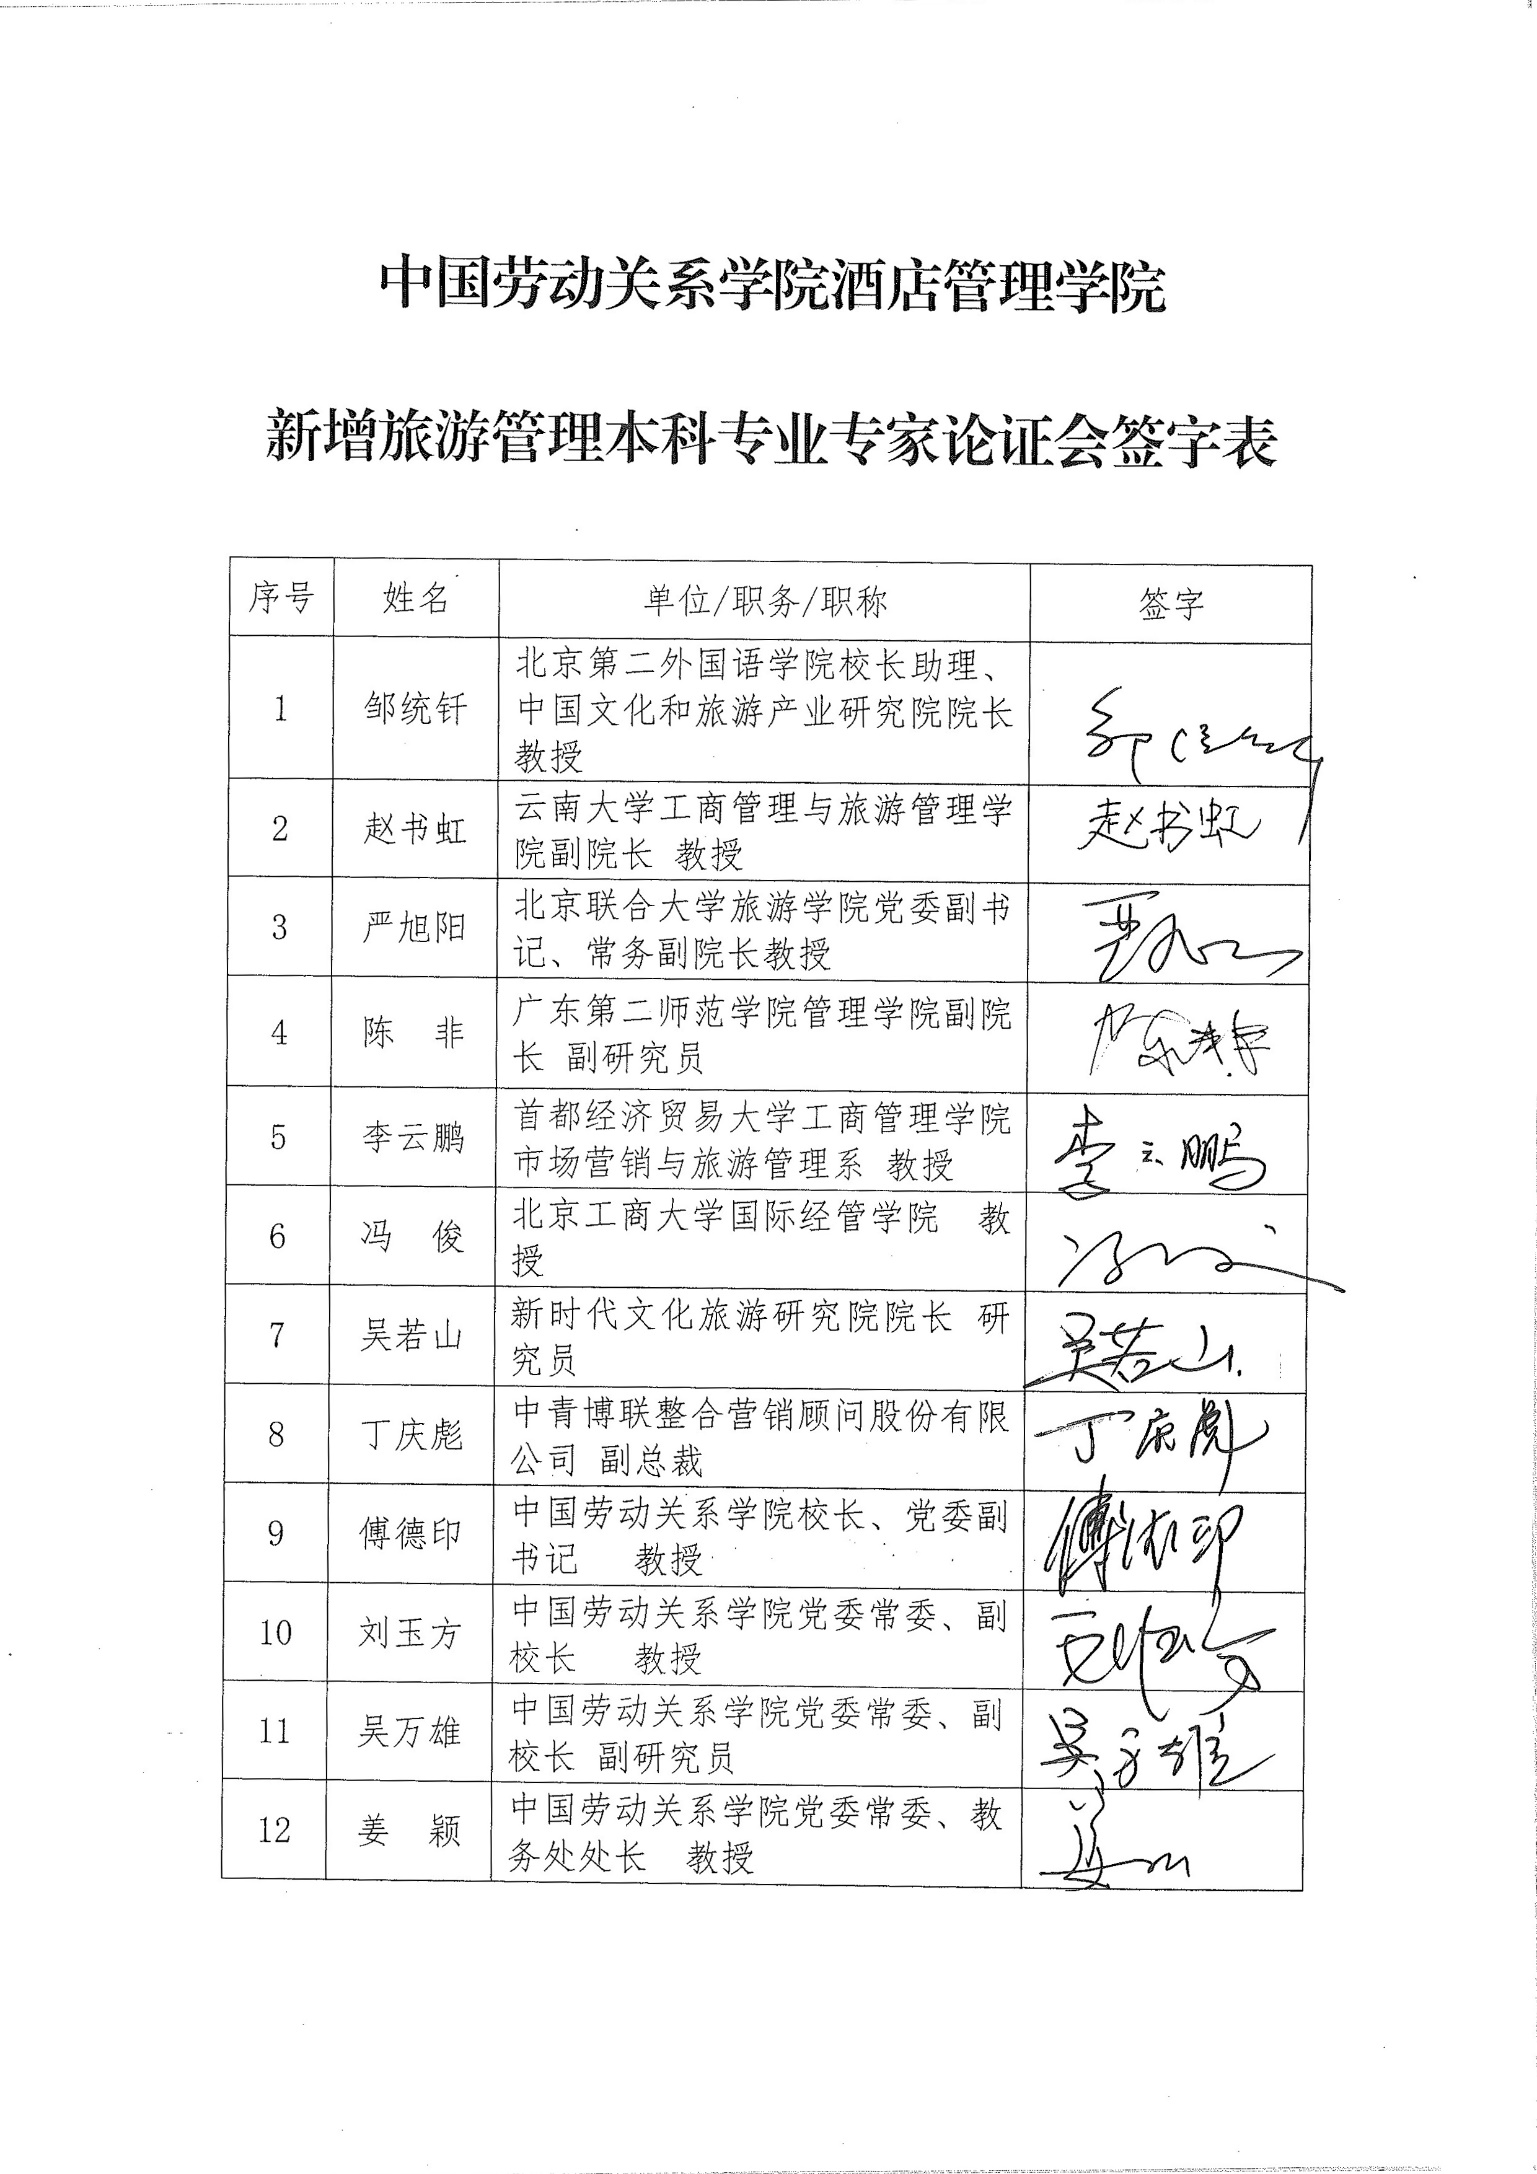 中国劳动关系学院酒店管理学院
新增旅游管理本科专业专家论证会签字表
序号 姓名 单位/职务/职称 签字
1 邹统钎 北京第二外国语学院校长助理、
中国文化和旅游产业研究院院长
教授
2 赵书虹 云南大学工商管理与旅游管理学 赵书虹
院副院长 教授
3 严旭阳 北京联合大学旅游学院党委副书
记、常务副院长教授
4 陈 非 广东第二师范学院管理学院副院
长 副研究员
5 李云鹏 首都经济贸易大学工商管理学院 李云鹏
市场营销与旅游管理系 教授
6 冯 俊 北京工商大学国际经管学院 教
授
7 吴若山 新时代文化旅游研究院院长 研 吴若山
究员
8 丁庆彪 中青博联整合营销顾问股份有限 丁庆彪
公司 副总裁
9 傅德印 中国劳动关系学院校长、党委副 傅德印
书记 教授
10 刘玉方 中国劳动关系学院党委常委、副
校长 教授
11 吴万雄 中国劳动关系学院党委常委、副 吴万雄
校长 副研究员
12 姜 颖 中国劳动关系学院党委常委、教
务处处长 教授